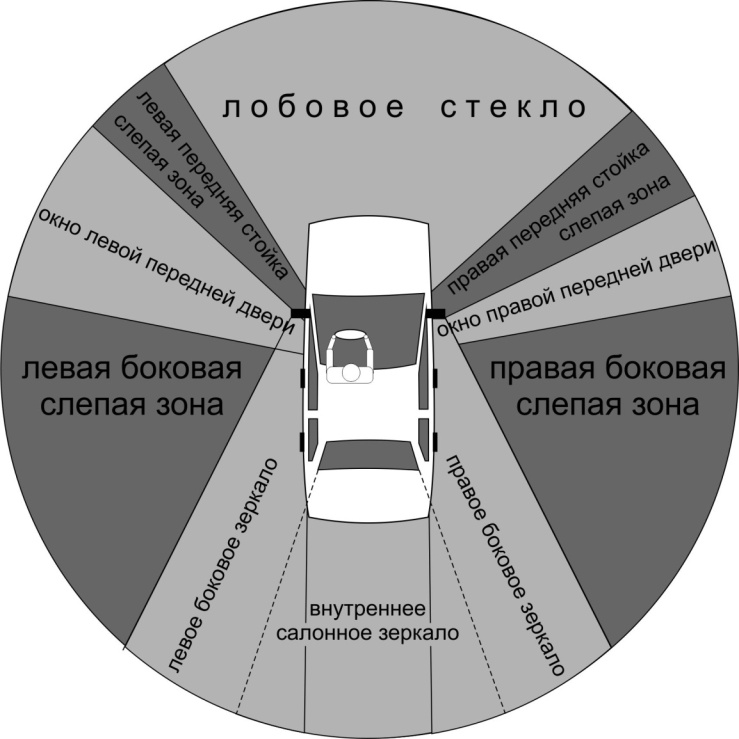 лобовое стекло
левая передняя стойка
слепая зона
правая передняя стойка
слепая зона
окно левой передней двери
окно правой передней двери
левая боковая
слепая зона
правая боковая
слепая зона
левое боковое зеркало
правое боковое зеркало
внутреннее
салонное зеркало